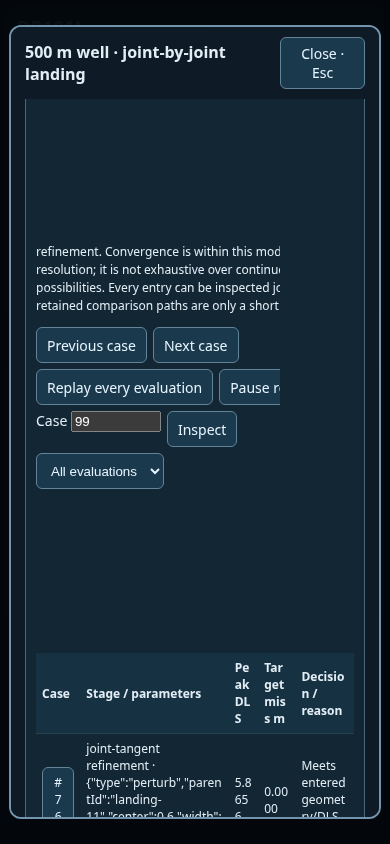 500 m well · joint-by-joint
landing
Close ·
Esc
refinement. Convergence is within this mod
resolution; it is not exhaustive over continu
possibilities. Every entry can be inspected jo
retained comparison paths are only a short
Previous case
Next case
Replay every evaluation
Pause re
Case 99
Inspect
All evaluations
Case
Stage / parameters
Pe
ak
DL
S
Tar
get
mis
s m
Decisio
n /
reason
#
7
6
joint-tangent
refinement ·
{"type":"perturb","paren
tId":"landing-
11","center":0.6,"width":
5.8
65
6
0.00
00
Meets
entered
geomet
ry/DLS